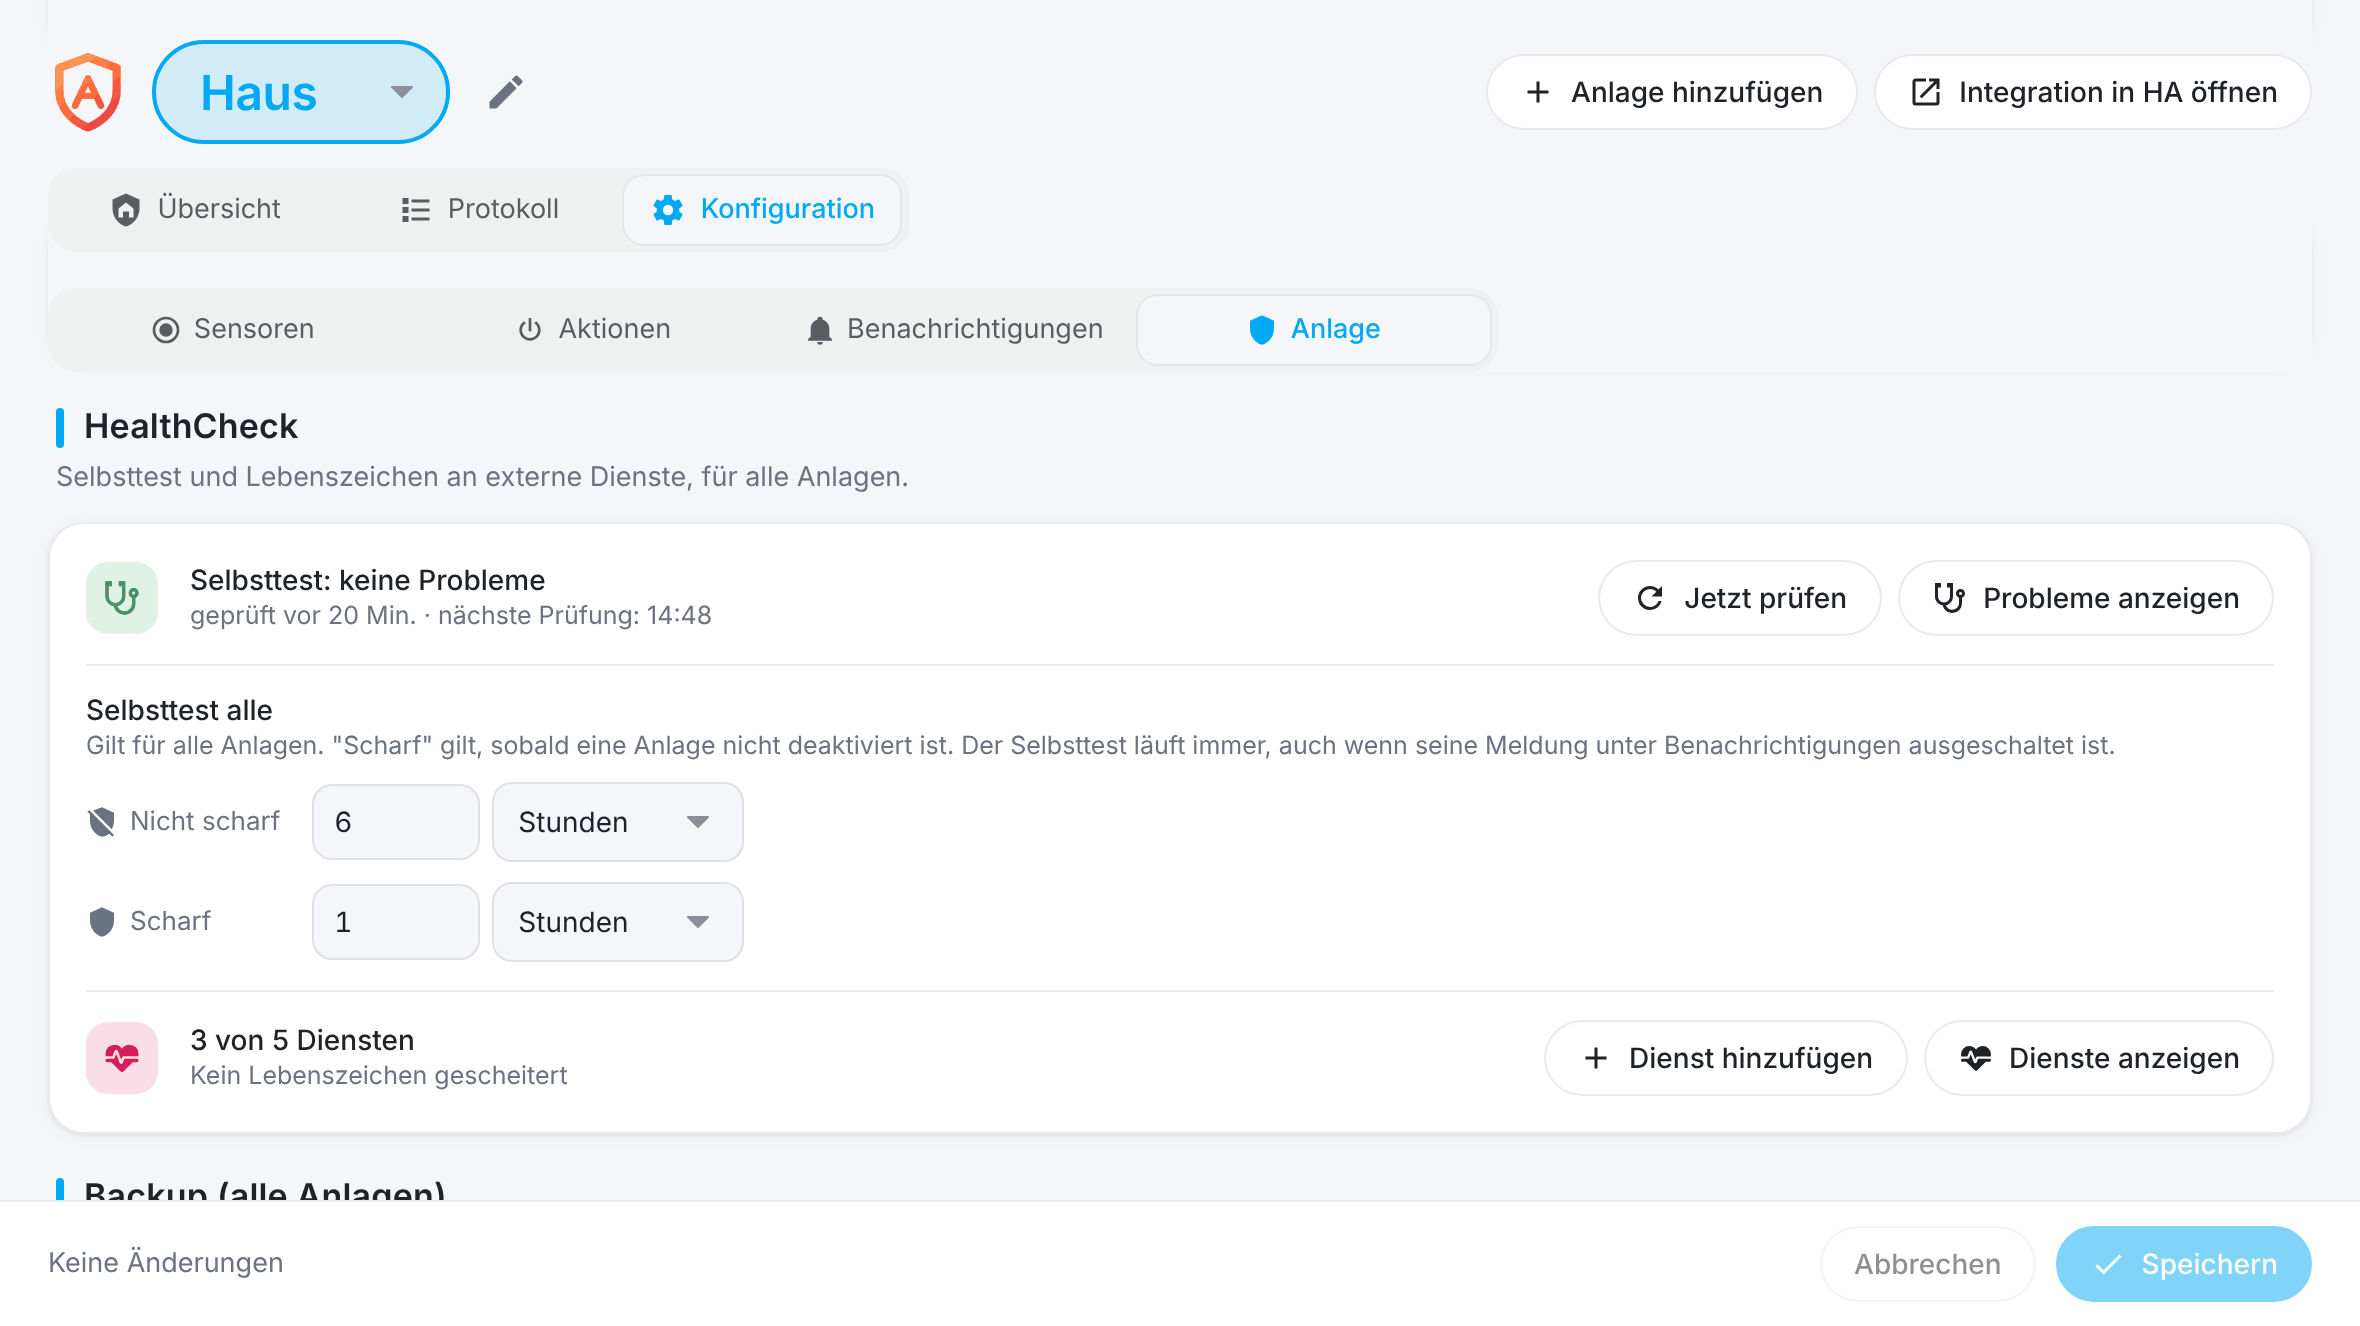 Haus
Anlage hinzufügen
Integration in HA öffnen
Übersicht
Protokoll
Konfiguration
Sensoren
Aktionen
Benachrichtigungen
Anlage
HealthCheck
Selbsttest und Lebenszeichen an externe Dienste, für alle Anlagen.
Selbsttest: keine Probleme
geprüft vor 20 Min. · nächste Prüfung: 14:48
Jetzt prüfen
Probleme anzeigen
Selbsttest alle
Gilt für alle Anlagen. "Scharf" gilt, sobald eine Anlage nicht deaktiviert ist. Der Selbsttest läuft immer, auch wenn seine Meldung unter Benachrichtigungen ausgeschaltet ist.
Nicht scharf
6
Stunden
Scharf
1
Stunden
3 von 5 Diensten
Kein Lebenszeichen gescheitert
Dienst hinzufügen
Dienste anzeigen
Backup (alle Anlagen)
Keine Änderungen
Abbrechen
Speichern